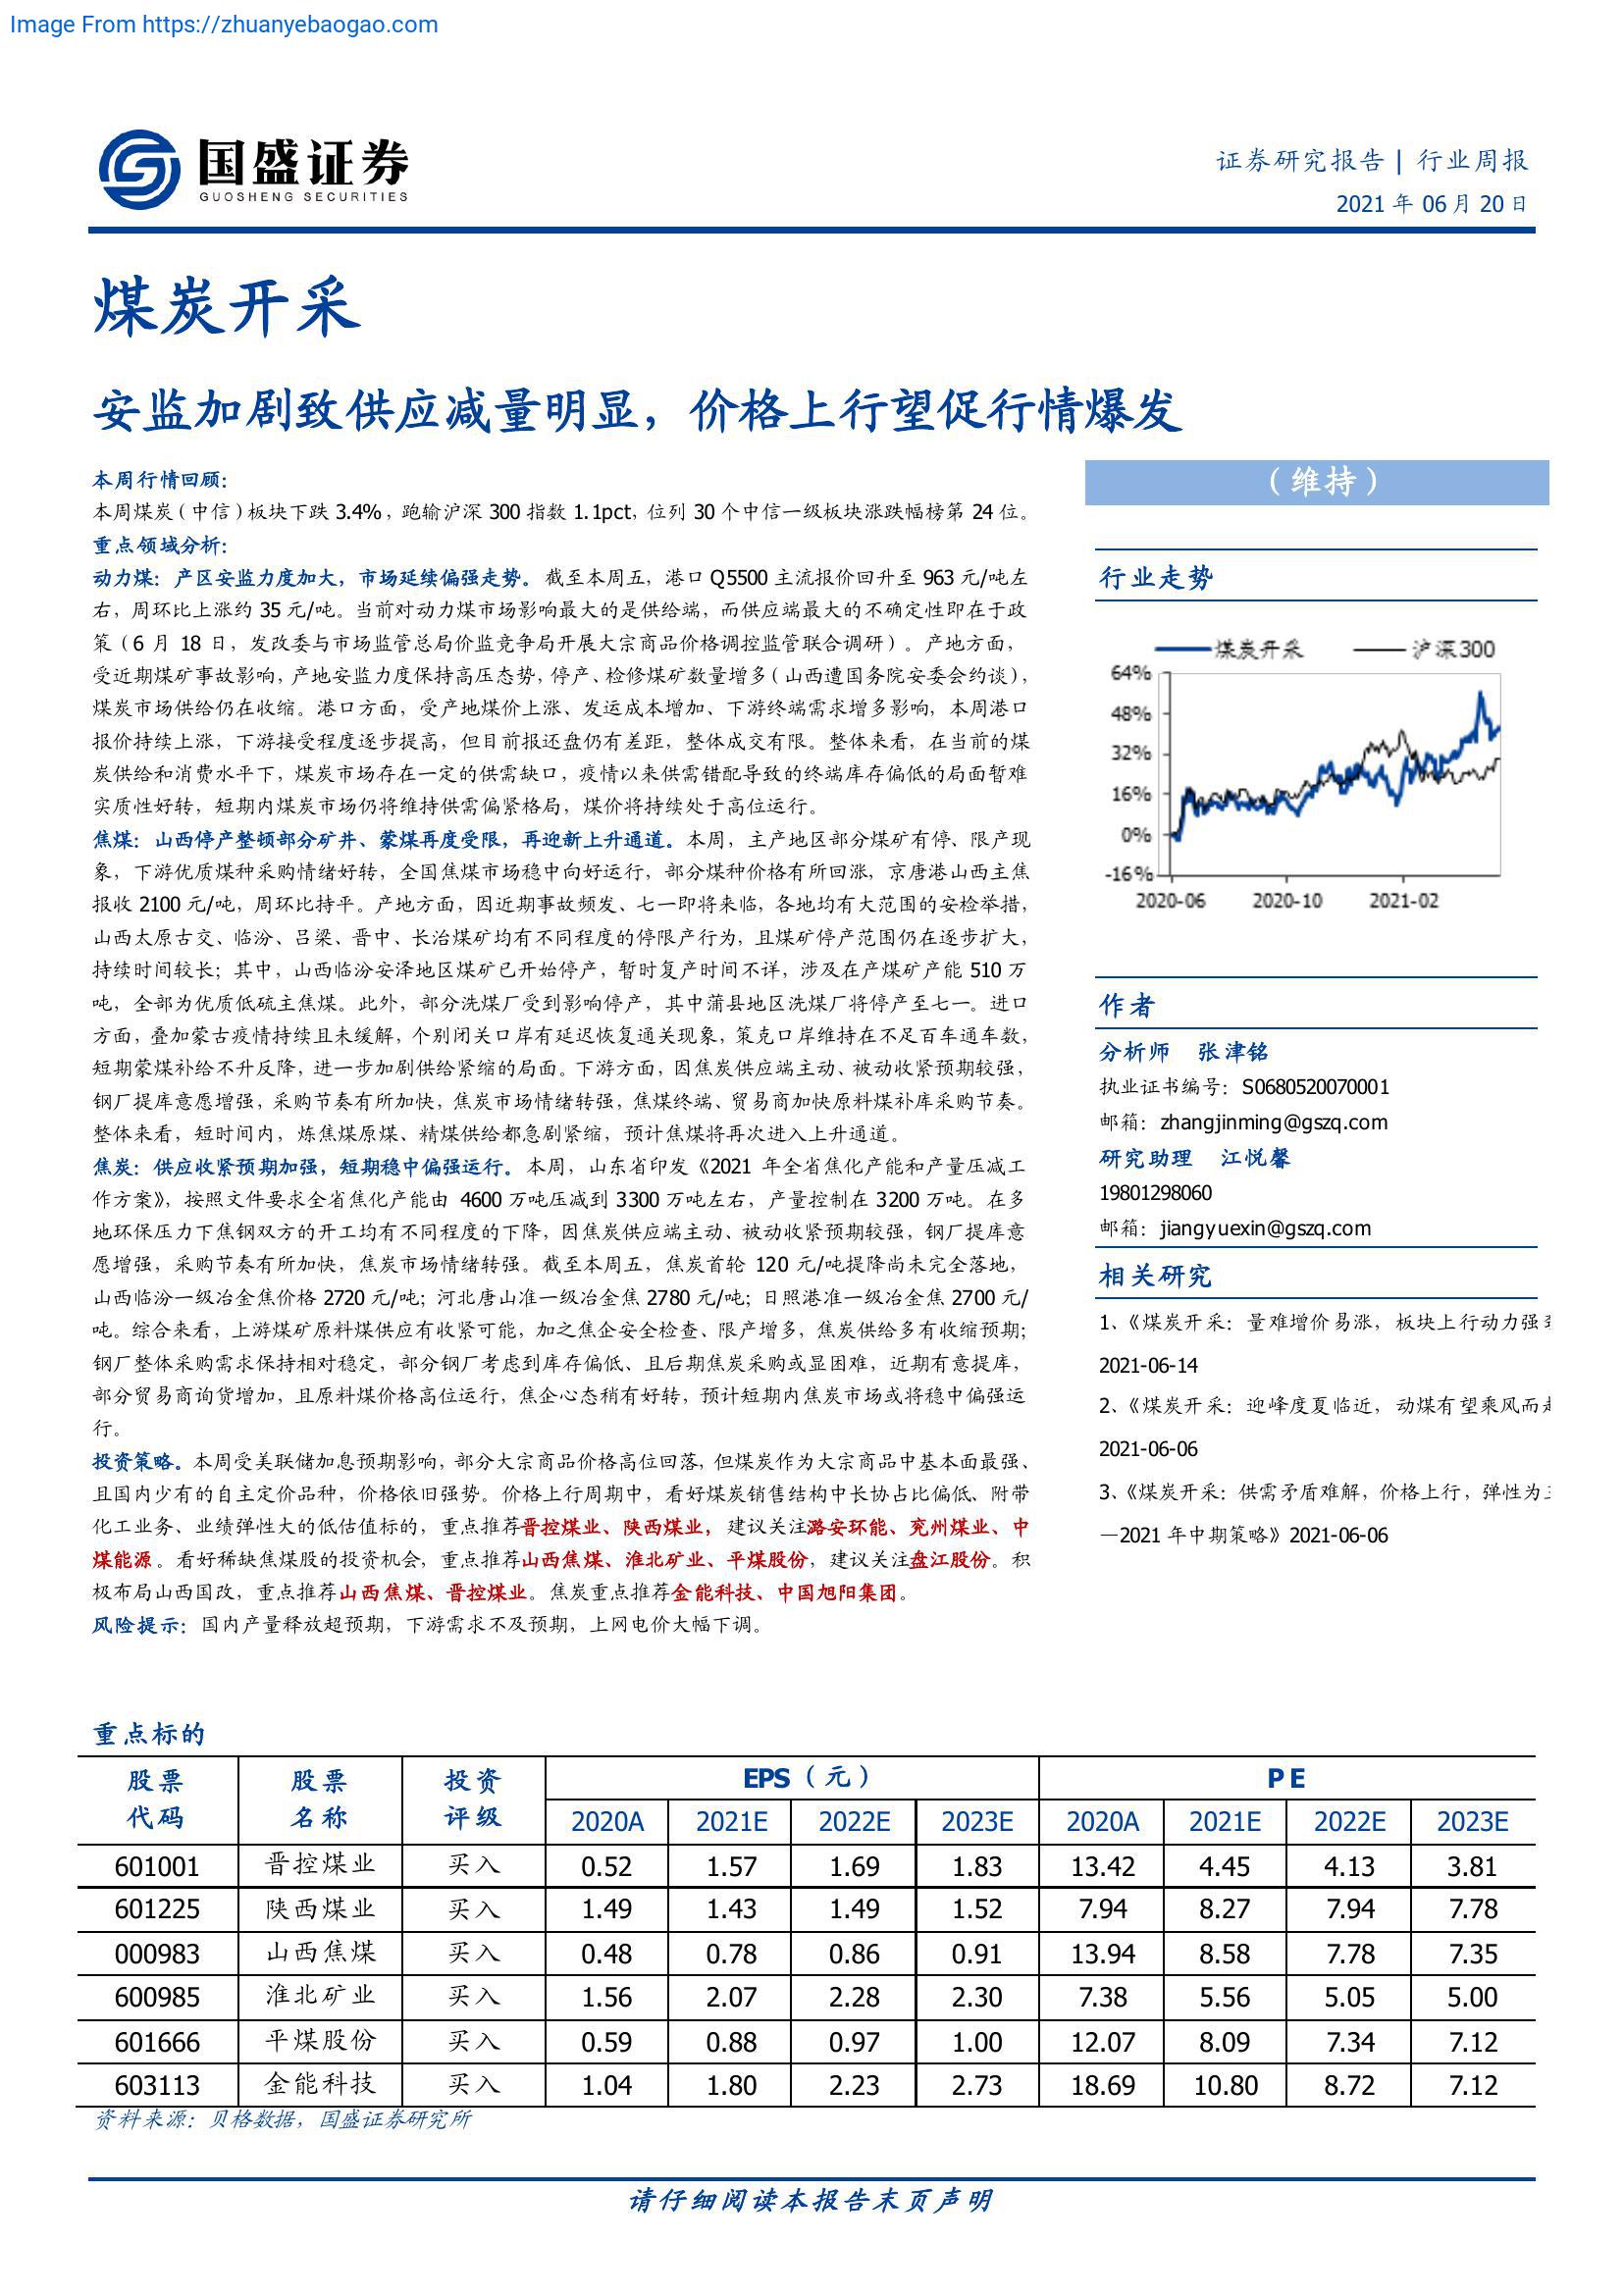 Image From https://zhuanyebaogao.com
国盛证券
GUOSHENG SECURITIES
证券研究报告 | 行业周报
2021 年 06 月 20 日
煤炭开采
安监加剧致供应减量明显，价格上行望促行情爆发
本周行情回顾：
本周煤炭（中信）板块下跌 3.4%，跑输沪深 300 指数 1.1pct，位列 30 个中信一级板块涨跌幅榜第 24 位。
重点领域分析：
动力煤：产区安监力度加大，市场延续偏强走势。截至本周五，港口 Q5500 主流报价回升至 963 元/吨左
右，周环比上涨约 35 元/吨。当前对动力煤市场影响最大的是供给端，而供应端最大的不确定性即在于政
策（6 月 18 日，发改委与市场监管总局价监竞争局开展大宗商品价格调控监管联合调研）。产地方面，
受近期煤矿事故影响，产地安监力度保持高压态势，停产、检修煤矿数量增多（山西遭国务院安委会约谈），
煤炭市场供给仍在收缩。港口方面，受产地煤价上涨、发运成本增加、下游终端需求增多影响，本周港口
报价持续上涨，下游接受程度逐步提高，但目前报还盘仍有差距，整体成交有限。整体来看，在当前的煤
炭供给和消费水平下，煤炭市场存在一定的供需缺口，疫情以来供需错配导致的终端库存偏低的局面暂难
实质性好转，短期内煤炭市场仍将维持供需偏紧格局，煤价将持续处于高位运行。
焦煤：山西停产整顿部分矿井、蒙煤再度受限，再迎新上升通道。本周，主产地区部分煤矿有停、限产现
象，下游优质煤种采购情绪好转，全国焦煤市场稳中向好运行，部分煤种价格有所回涨，京唐港山西主焦
报收 2100 元/吨，周环比持平。产地方面，因近期事故频发、七一即将来临，各地均有大范围的安检举措，
山西太原古交、临汾、吕梁、晋中、长治煤矿均有不同程度的停限产行为，且煤矿停产范围仍在逐步扩大，
持续时间较长；其中，山西临汾安泽地区煤矿已开始停产，暂时复产时间不详，涉及在产煤矿产能 510 万
吨，全部为优质低硫主焦煤。此外，部分洗煤厂受到影响停产，其中蒲县地区洗煤厂将停产至七一。进口
方面，叠加蒙古疫情持续且未缓解，个别闭关口岸有延迟恢复通关现象，策克口岸维持在不足百车通车数，
短期蒙煤补给不升反降，进一步加剧供给紧缩的局面。下游方面，因焦炭供应端主动、被动收紧预期较强，
钢厂提库意愿增强，采购节奏有所加快，焦炭市场情绪转强，焦煤终端、贸易商加快原料煤补库采购节奏。
整体来看，短时间内，炼焦煤原煤、精煤供给都急剧紧缩，预计焦煤将再次进入上升通道。
焦炭：供应收紧预期加强，短期稳中偏强运行。本周，山东省印发《2021 年全省焦化产能和产量压减工
作方案》，按照文件要求全省焦化产能由 4600 万吨压减到 3300 万吨左右，产量控制在 3200 万吨。在多
地环保压力下焦钢双方的开工均有不同程度的下降，因焦炭供应端主动、被动收紧预期较强，钢厂提库意
愿增强，采购节奏有所加快，焦炭市场情绪转强。截至本周五，焦炭首轮 120 元/吨提降尚未完全落地，
山西临汾一级冶金焦价格 2720 元/吨；河北唐山准一级冶金焦 2780 元/吨；日照港准一级冶金焦 2700 元/
吨。综合来看，上游煤矿原料煤供应有收紧可能，加之焦企安全检查、限产增多，焦炭供给多有收缩预期；
钢厂整体采购需求保持相对稳定，部分钢厂考虑到库存偏低、且后期焦炭采购或显困难，近期有意提库，
部分贸易商询货增加，且原料煤价格高位运行，焦企心态稍有好转，预计短期内焦炭市场或将稳中偏强运
行。
投资策略。本周受美联储加息预期影响，部分大宗商品价格高位回落，但煤炭作为大宗商品中基本面最强、
且国内少有的自主定价品种，价格依旧强势。价格上行周期中，看好煤炭销售结构中长协占比偏低、附带
化工业务、业绩弹性大的低估值标的，重点推荐晋控煤业、陕西煤业，建议关注潞安环能、兖州煤业、中
煤能源。看好稀缺焦煤股的投资机会，重点推荐山西焦煤、淮北矿业、平煤股份，建议关注盘江股份。积
极布局山西国改，重点推荐山西焦煤、晋控煤业。焦炭重点推荐金能科技、中国旭阳集团。
风险提示：国内产量释放超预期，下游需求不及预期，上网电价大幅下调。
（维持）
行业走势
煤炭开采 沪深300
64%
48%
32%
16%
0%
-16%
2020-06 2020-10 2021-02
作者
分析师 张津铭
执业证书编号：S0680520070001
邮箱：zhangjinming@gszq.com
研究助理 江悦馨
19801298060
邮箱：jiangyuexin@gszq.com
相关研究
1、《煤炭开采：量难增价易涨，板块上行动力强
2021-06-14
2、《煤炭开采：迎峰度夏临近，动煤有望乘风而
2021-06-06
3、《煤炭开采：供需矛盾难解，价格上行，弹性为
—2021 年中期策略》2021-06-06
重点标的
股票代码 股票名称 投资评级 EPS（元） PE
2020A 2021E 2022E 2023E 2020A 2021E 2022E 2023E
601001 晋控煤业 买入 0.52 1.57 1.69 1.83 13.42 4.45 4.13 3.81
601225 陕西煤业 买入 1.49 1.43 1.49 1.52 7.94 8.27 7.94 7.78
000983 山西焦煤 买入 0.48 0.78 0.86 0.91 13.94 8.58 7.78 7.35
600985 淮北矿业 买入 1.56 2.07 2.28 2.30 7.38 5.56 5.05 5.00
601666 平煤股份 买入 0.59 0.88 0.97 1.00 12.07 8.09 7.34 7.12
603113 金能科技 买入 1.04 1.80 2.23 2.73 18.69 10.80 8.72 7.12
资料来源：贝格数据，国盛证券研究所
请仔细阅读本报告末页声明